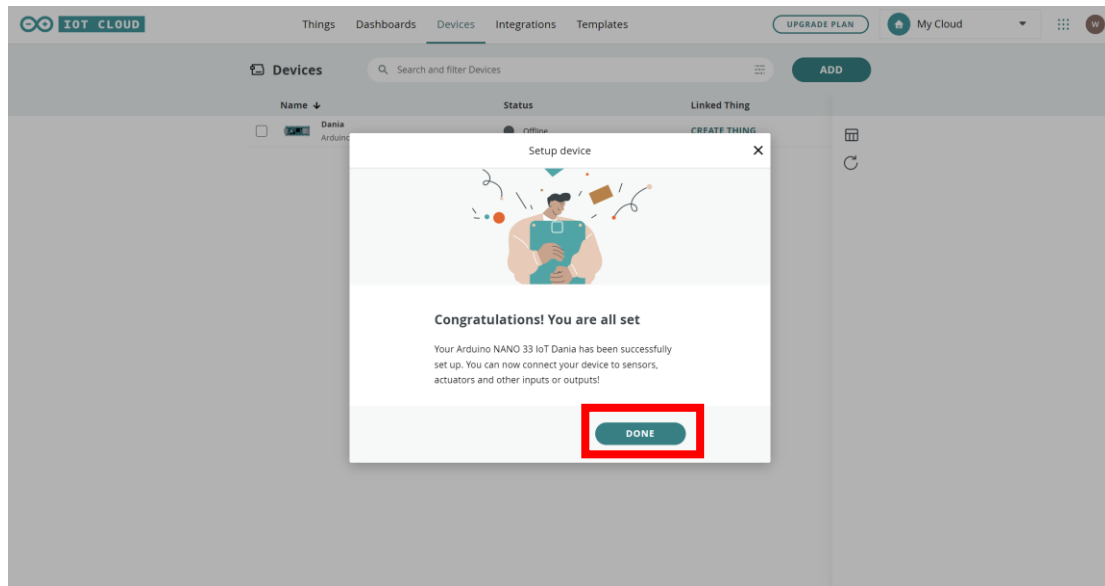 IOT CLOUD Things Dashboards Devices Integrations Templates UPGRADE PLAN My Cloud W
Devices Search and filter Devices ADD
Name Status Linked Thing
Dania Offline CREATE THING
Setup device
Congratulations! You are all set
Your Arduino NANO 33 IoT Dania has been successfully
set up. You can now connect your device to sensors,
actuators and other inputs or outputs!
DONE